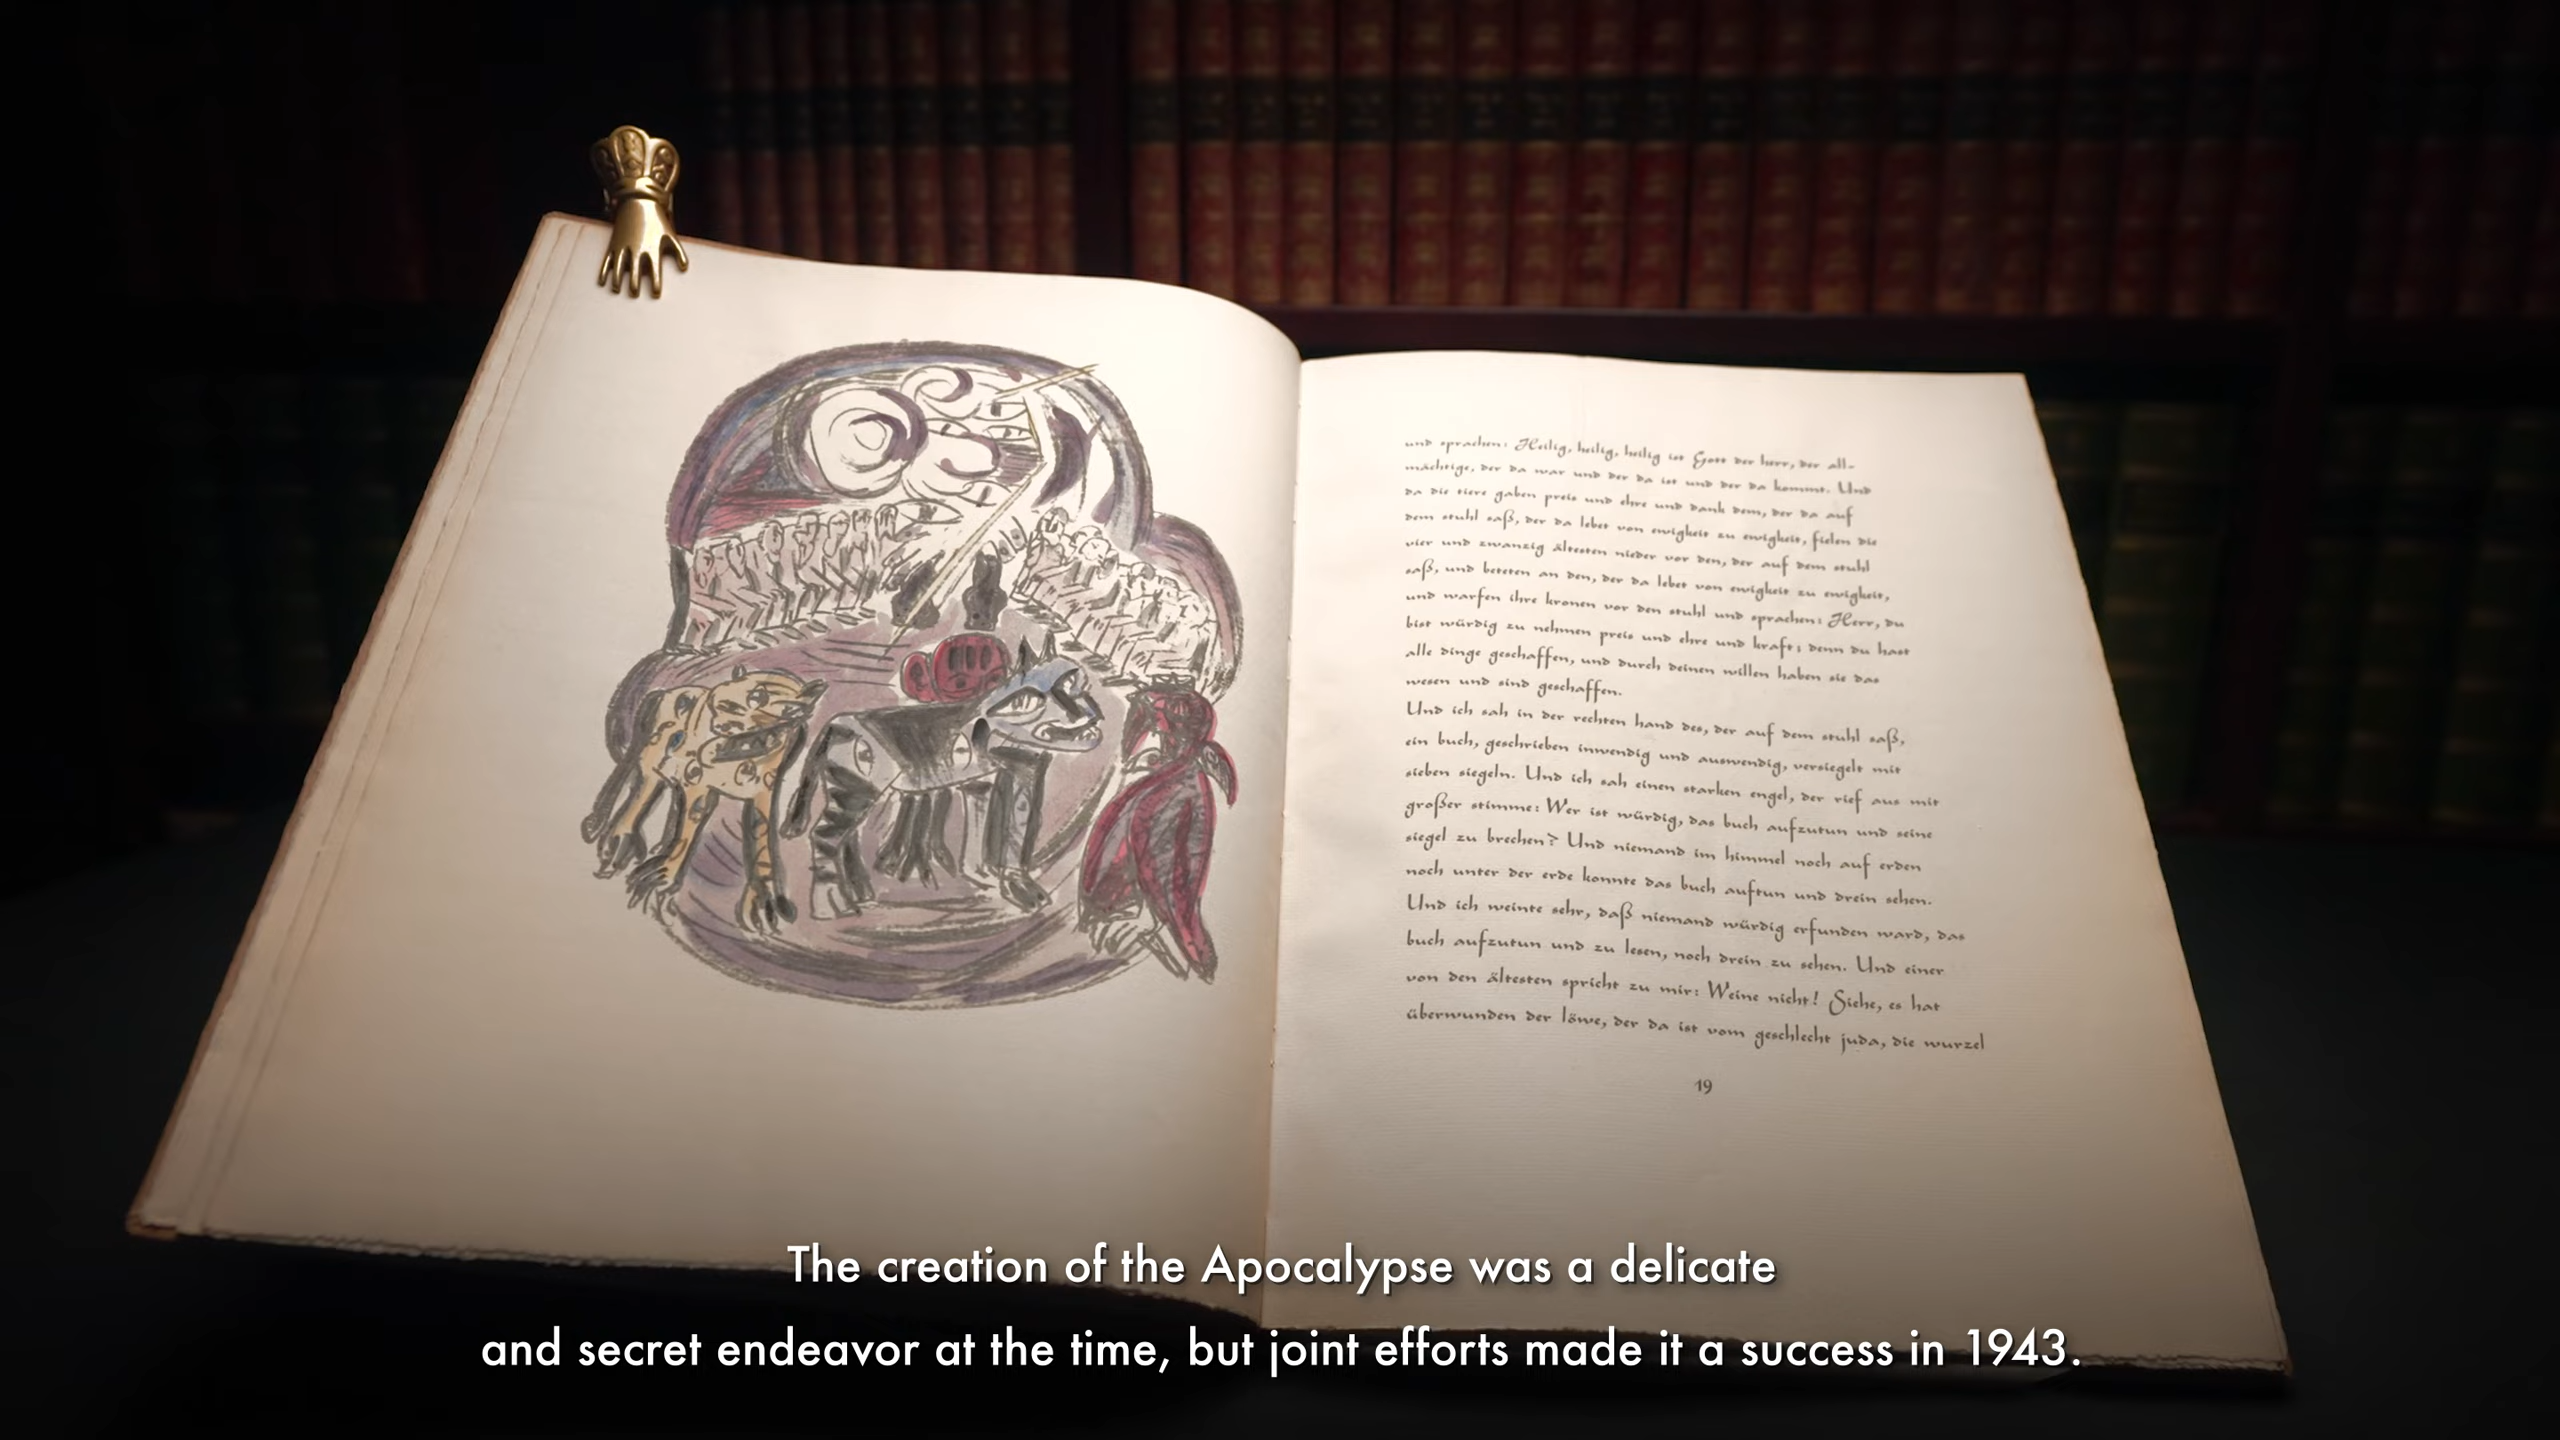 und sprachen: Heilig, heilig, heilig ist Gott der herr, der all-
mächtige, der da war und der da ist und der da kommt. Und
da die tiere gaben preis und ehre und dank dem, der da auf
dem stuhl saß, der da lebet von ewigkeit zu ewigkeit, fielen die
vier und zwanzig ältesten nieder vor den, der auf dem stuhl
saß, und beteten an den, der da lebet von ewigkeit zu ewigkeit,
und warfen ihre kronen vor den stuhl und sprachen: Herr, du
bist würdig zu nehmen preis und ehre und kraft; denn du hast
alle dinge geschaffen, und durch deinen willen haben sie das
wesen und sind geschaffen.
Und ich sah in der rechten hand des, der auf dem stuhl saß,
ein buch, geschrieben inwendig und auswendig, versiegelt mit
sieben siegeln. Und ich sah einen starken engel, der rief aus mit
großer stimme: Wer ist würdig, das buch aufzutun und seine
siegel zu brechen? Und niemand im himmel noch auf erden
noch unter der erde konnte das buch auftun und drein sehen.
Und ich weinte sehr, daß niemand würdig erfunden ward, das
buch aufzutun und zu lesen, noch drein zu sehen. Und einer
von den ältesten spricht zu mir: Weine nicht! Siehe, es hat
überwunden der löwe, der da ist vom geschlecht juda, die wurzel
19
The creation of the Apocalypse was a delicate
and secret endeavor at the time, but joint efforts made it a success in 1943.